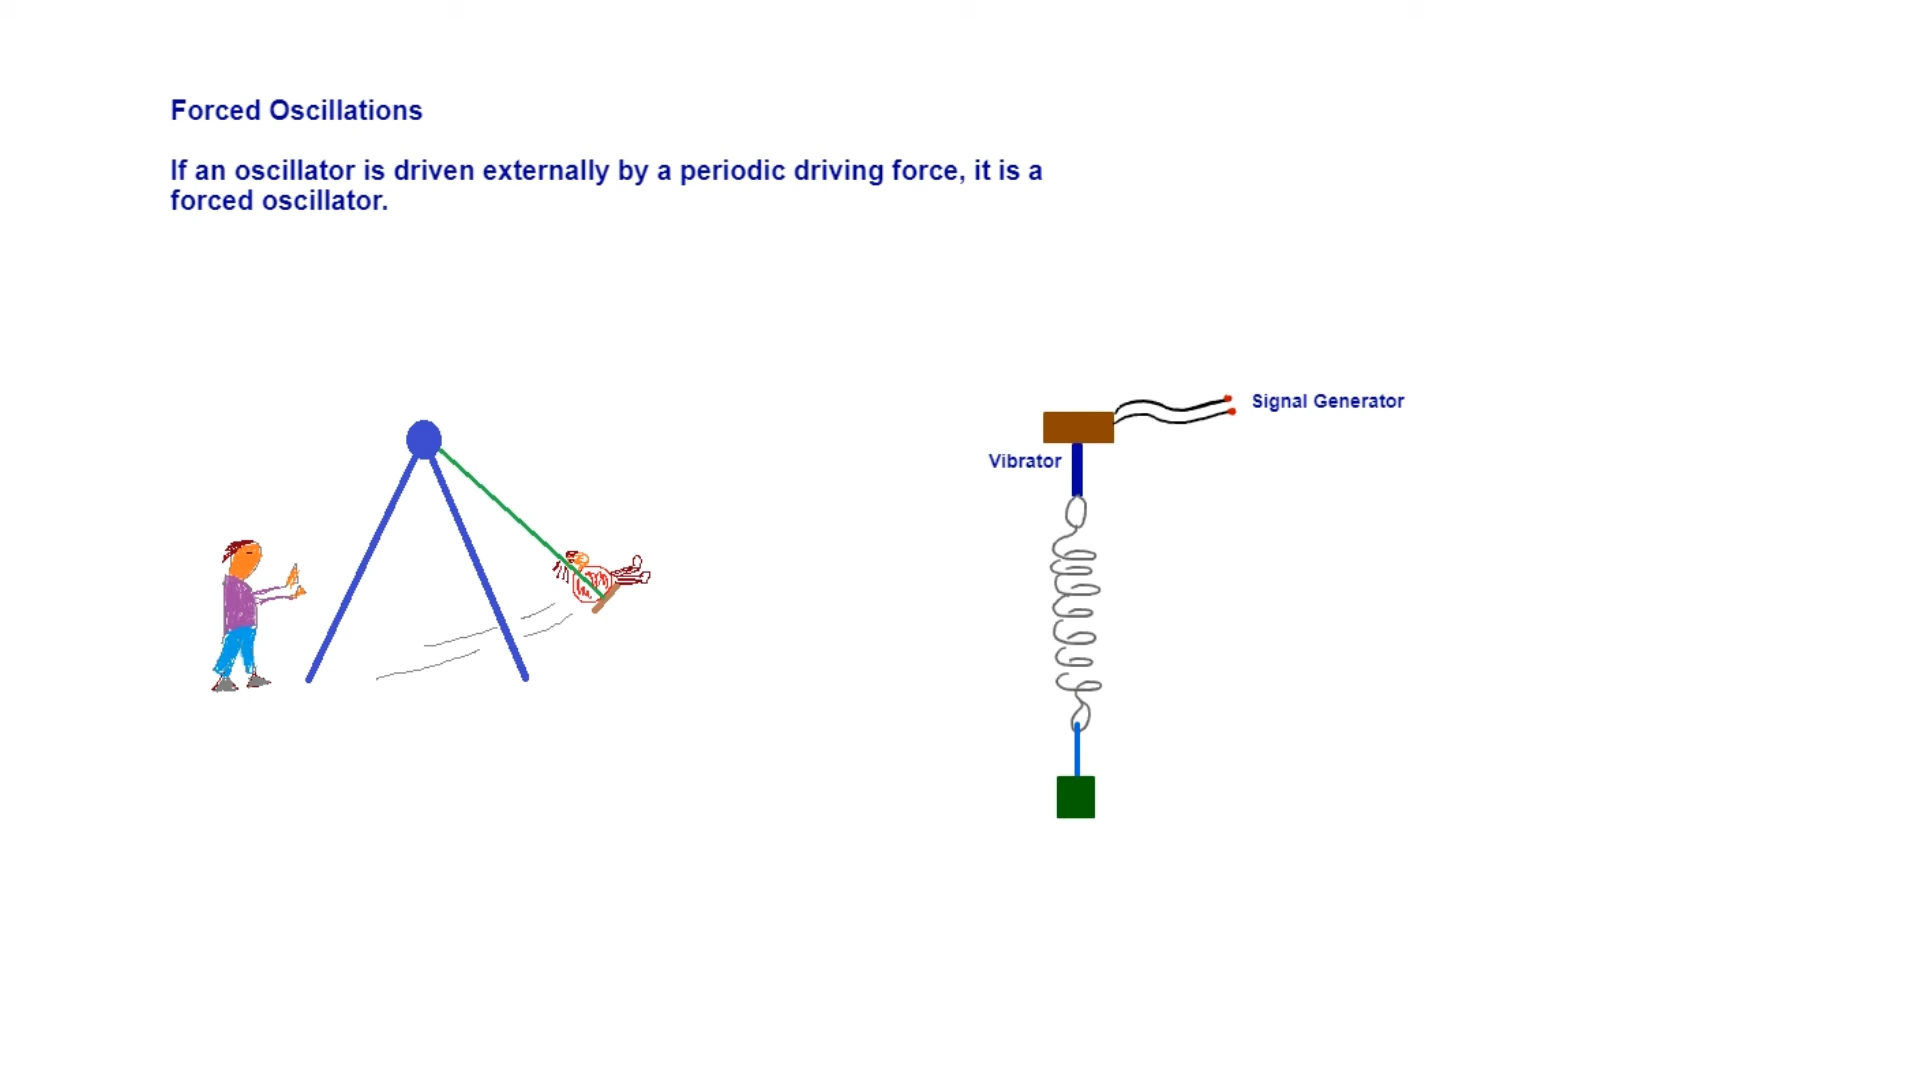 Forced Oscillations
If an oscillator is driven externally by a periodic driving force, it is a
forced oscillator.
Signal Generator
Vibrator